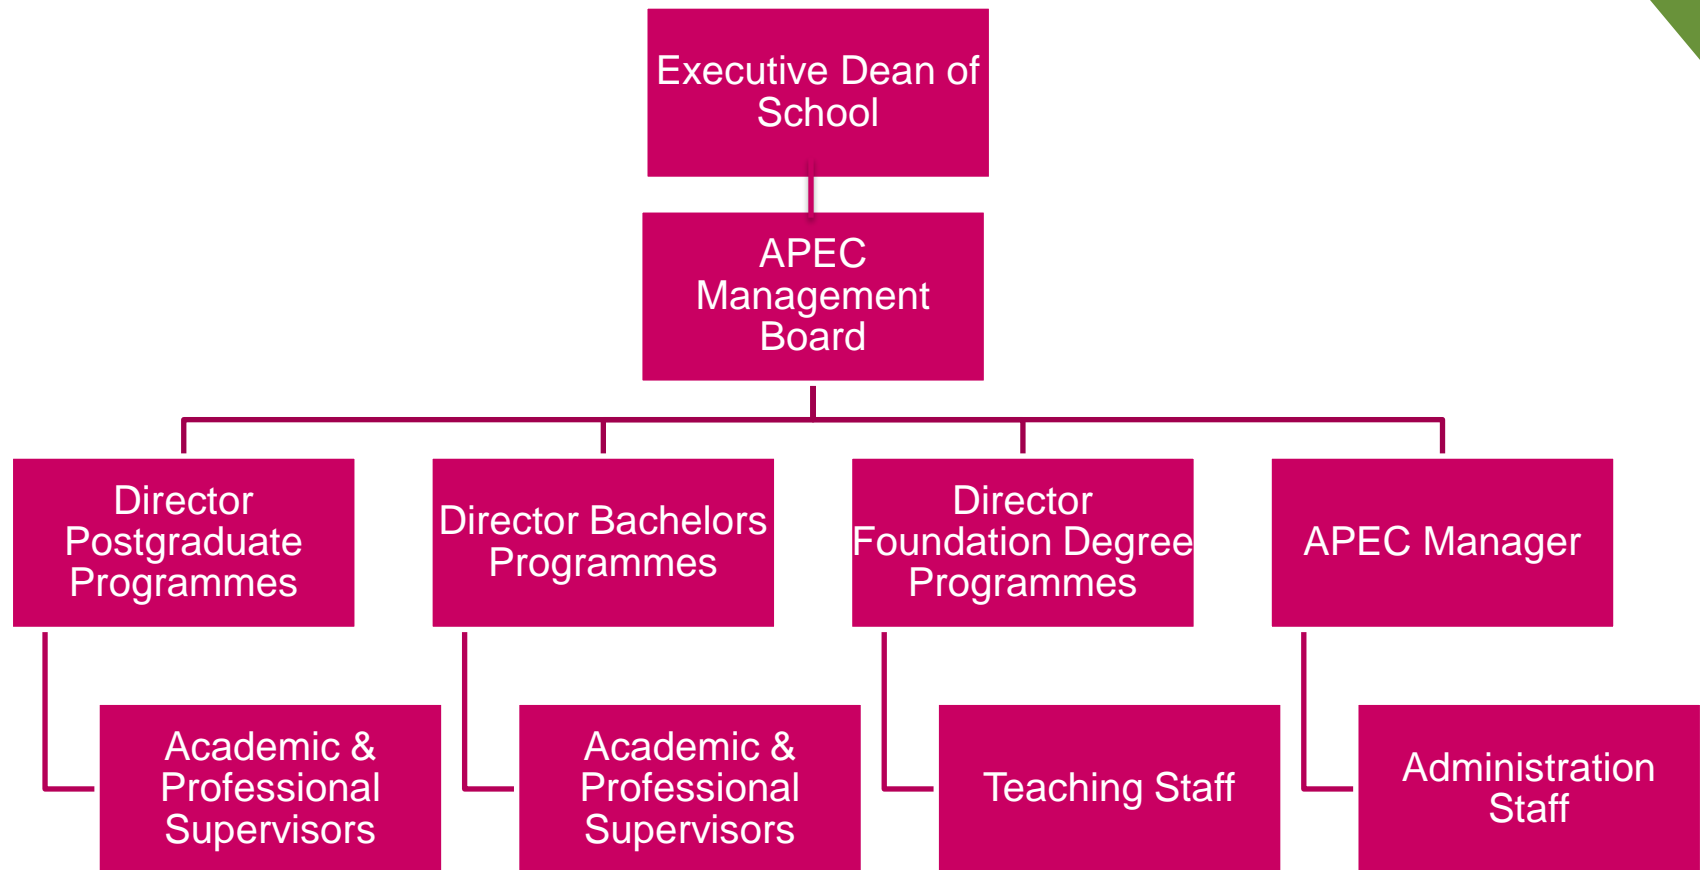 Executive Dean of
School
APEC
Management
Board
Director
Postgraduate
Programmes
Director Bachelors
Programmes
Director
Foundation Degree
Programmes
APEC Manager
Academic &
Professional
Supervisors
Academic &
Professional
Supervisors
Teaching Staff
Administration
Staff